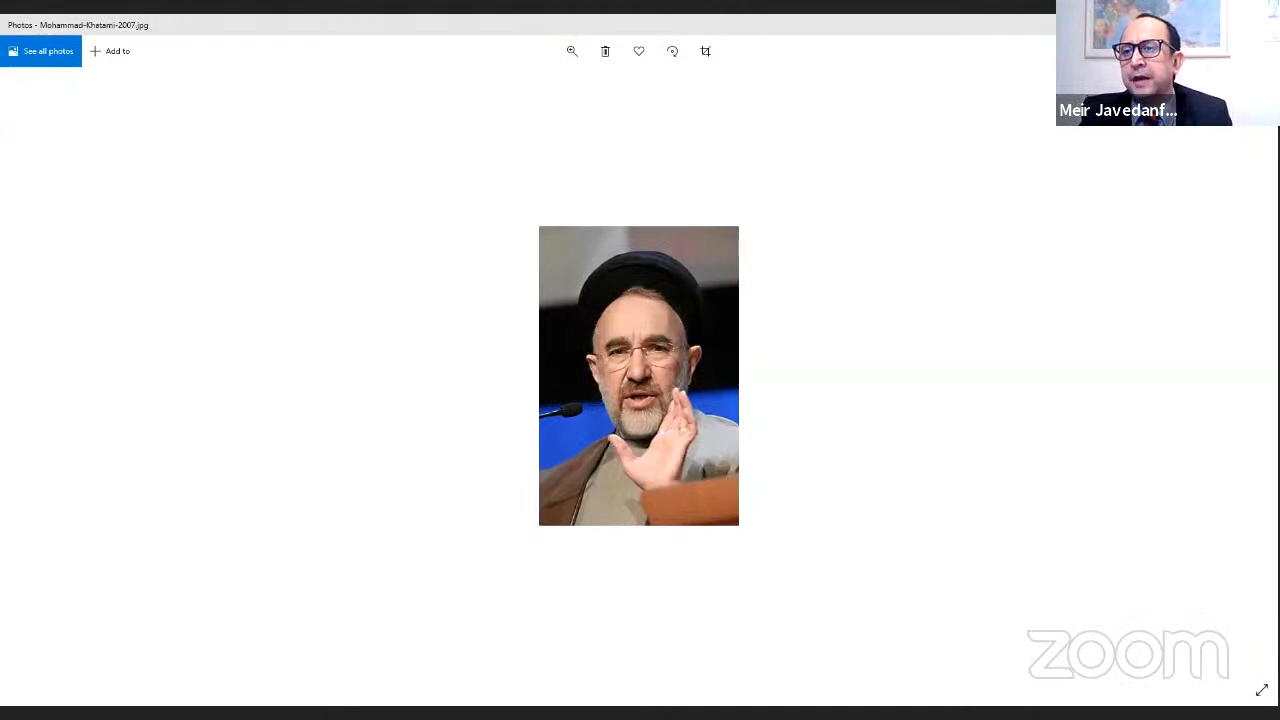 Photos - Mohammad-Khatami-2007.jpg
See all photos
Add to
Meir Javedanf...
zoom